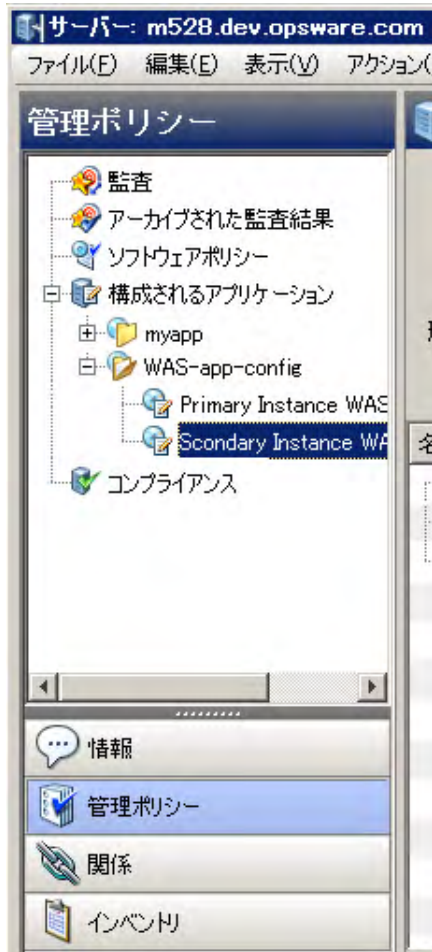 サーバー: m528.dev.opsware.com
ファイル(F) 編集(E) 表示(V) アクション(
管理ポリシー
監査
アーカイブされた監査結果
ソフトウェアポリシー
構成されるアプリケーション
myapp
WAS-app-config
Primary Instance WAS
Scondary Instance WA
コンプライアンス
情報
管理ポリシー
関係
インベントリ